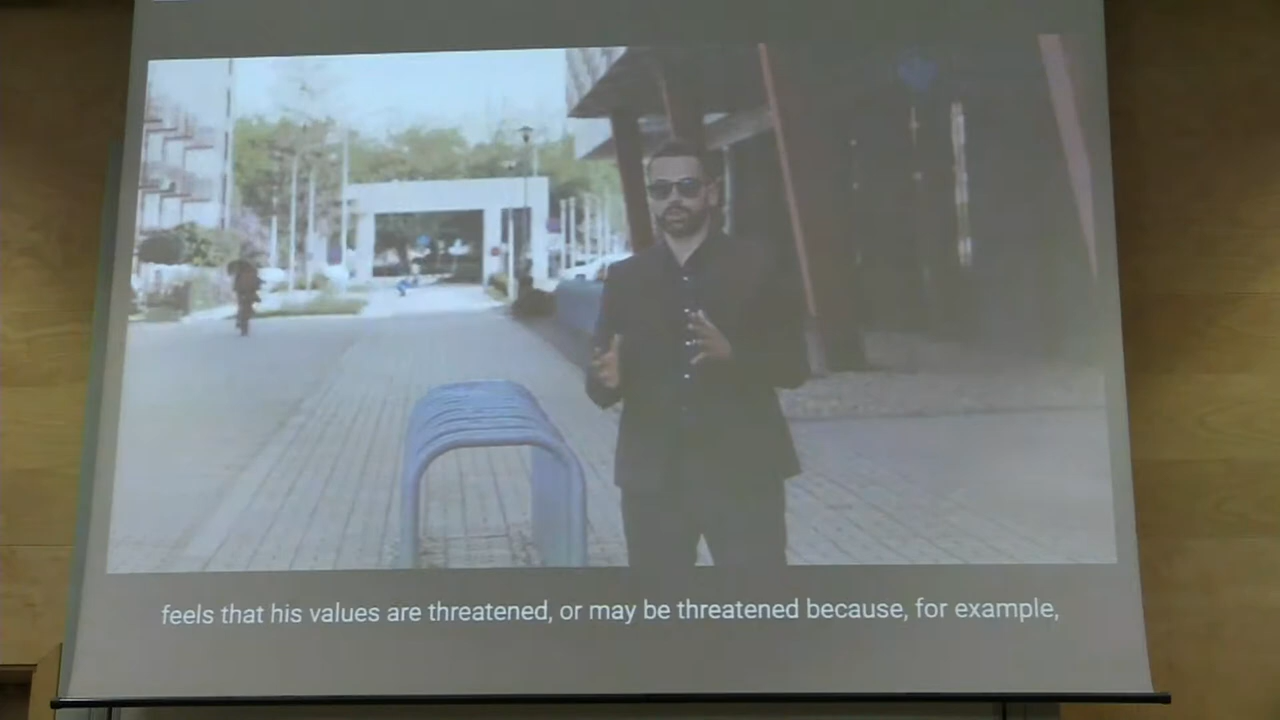 feels that his values are threatened, or may be threatened because, for example,